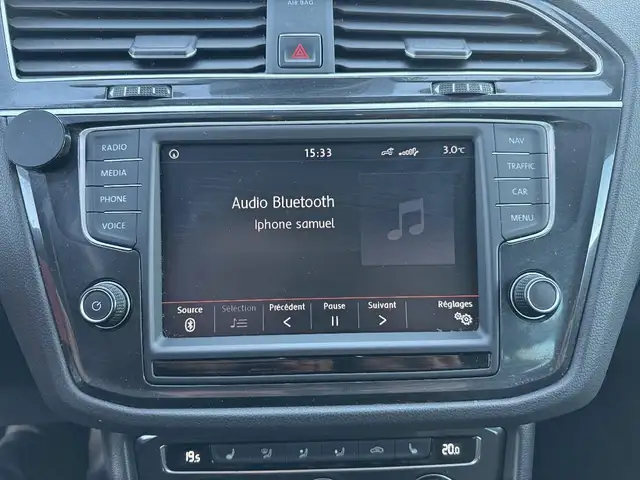 AIR BAG
RADIO
MEDIA
PHONE
VOICE
15:33
3.0°C
Audio Bluetooth
Iphone samuel
Source
Sélection
Précédent
Pause
Suivant
Réglages
NAV
TRAFFIC
CAR
MENU
19.5
20.0